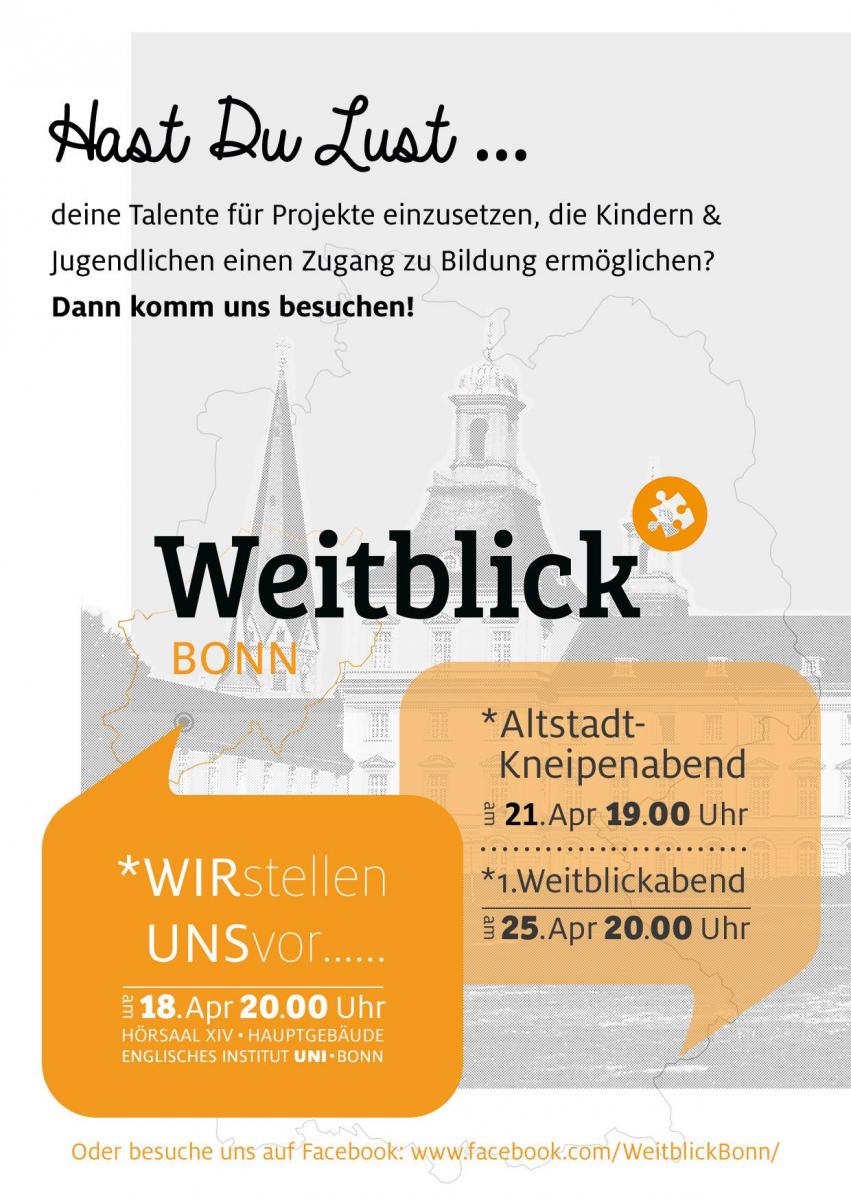 Hast Du Lust ...
deine Talente für Projekte einzusetzen, die Kindern &
Jugendlichen einen Zugang zu Bildung ermöglichen?
Dann komm uns besuchen!
Weitblick
BONN
*Altstadt-
Kneipenabend
am 21.Apr 19.00 Uhr
*1.Weitblickabend
am 25.Apr 20.00 Uhr
*WIRstellen
UNSvor......
am 18.Apr 20.00 Uhr
HÖRSAAL XIV • HAUPTGEBÄUDE
ENGLISCHES INSTITUT UNI•BONN
Oder besuche uns auf Facebook: www.facebook.com/WeitblickBonn/